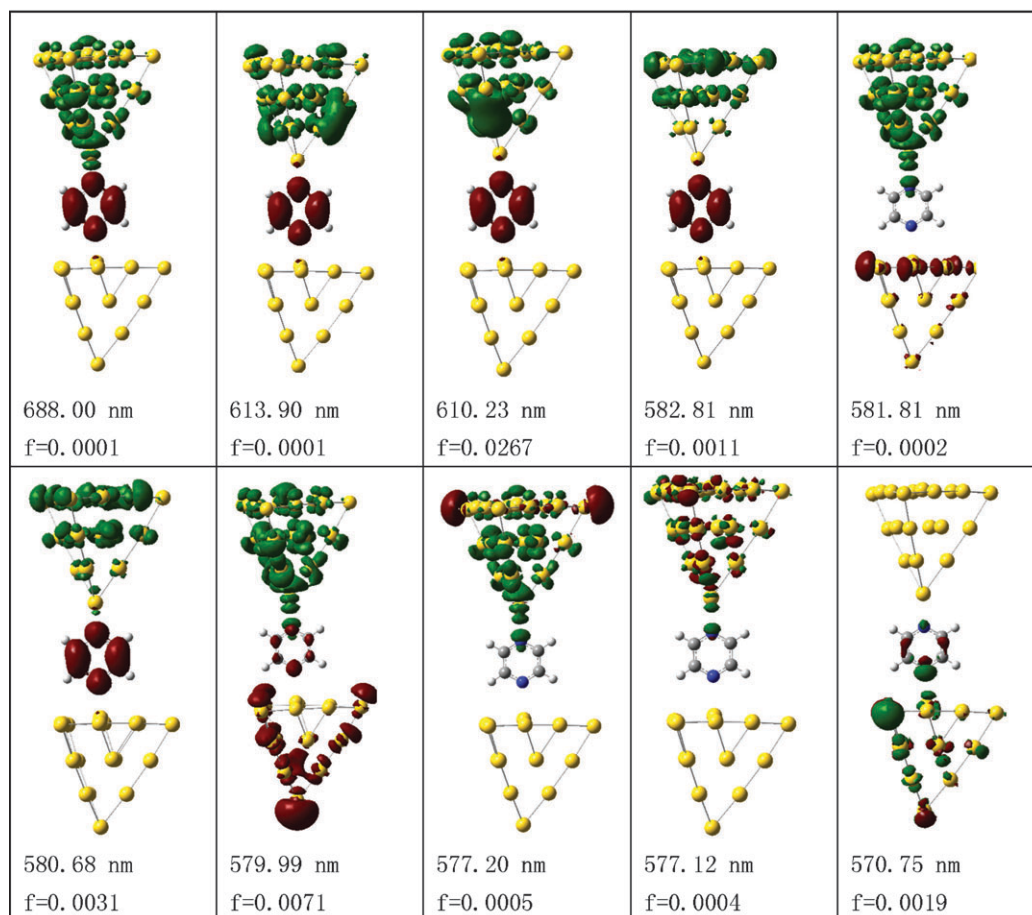 688.00 nm
f=0.0001
613.90 nm
f=0.0001
610.23 nm
f=0.0267
582.81 nm
f=0.0011
581.81 nm
f=0.0002
580.68 nm
f=0.0031
579.99 nm
f=0.0071
577.20 nm
f=0.0005
577.12 nm
f=0.0004
570.75 nm
f=0.0019